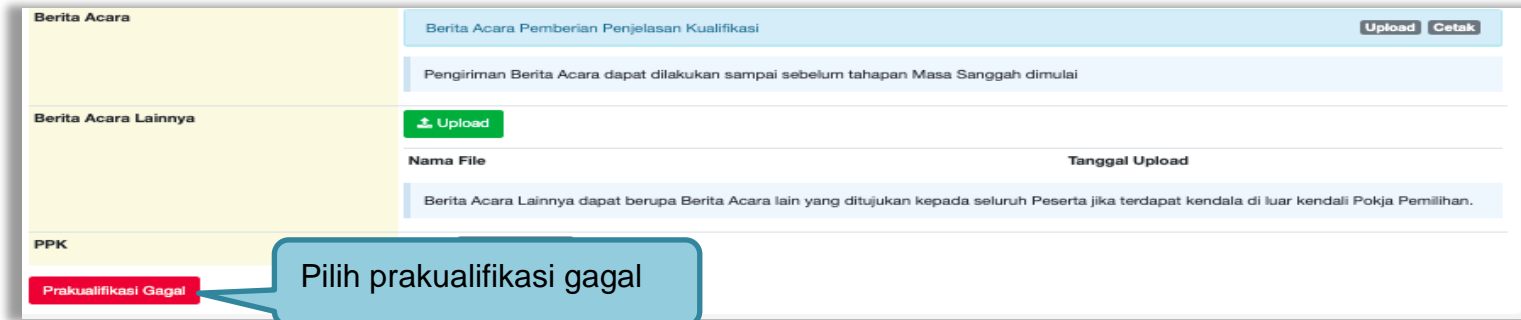 Berita Acara
Berita Acara Pemberian Penjelasan Kualifikasi Upload Cetak
Pengiriman Berita Acara dapat dilakukan sampai sebelum tahapan Masa Sanggah dimulai
Berita Acara Lainnya
Upload
Nama File Tanggal Upload
Berita Acara Lainnya dapat berupa Berita Acara lain yang ditujukan kepada seluruh Peserta jika terdapat kendala di luar kendali Pokja Pemilihan.
PPK
Prakualifikasi Gagal
Pilih prakualifikasi gagal